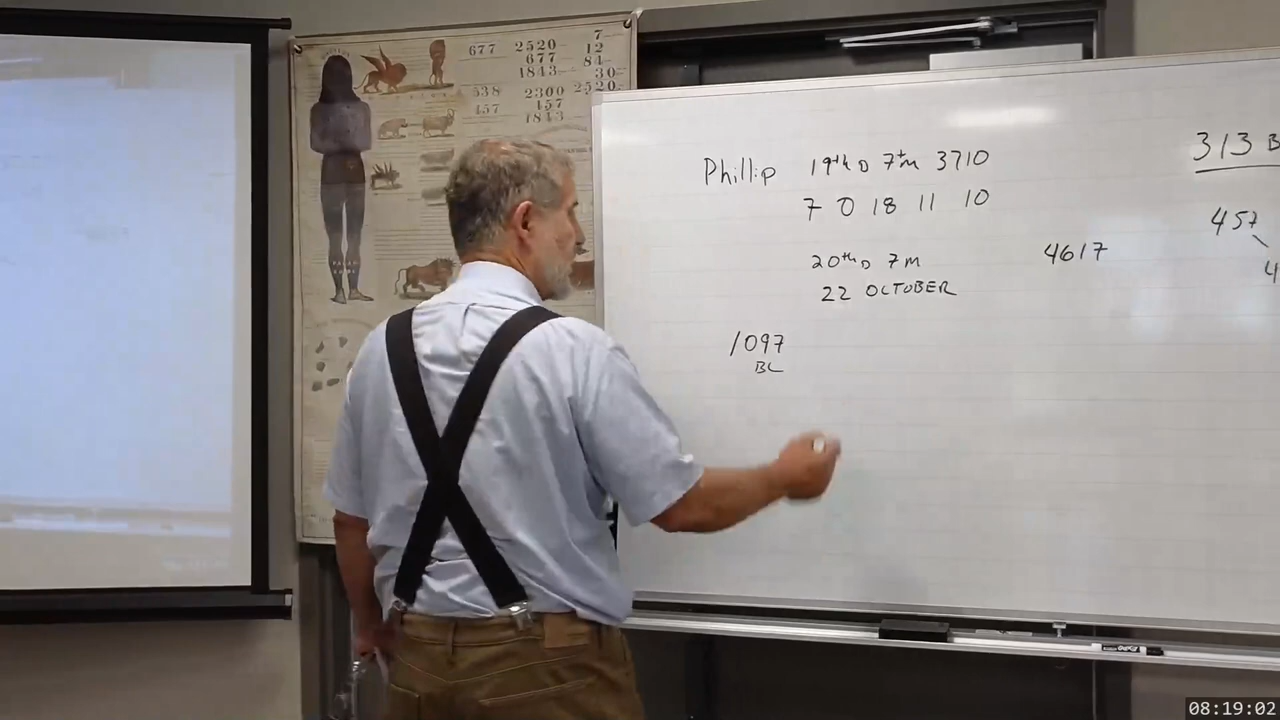 677 2520 7
677 12
1843 84
30
538 2300 2520
457 457
1843
Phillip 19th D 7th M 3710
7 0 18 11 10
20th D 7 M
22 OCTOBER
1097
BC
4617
313 B
457
4
08:19:02